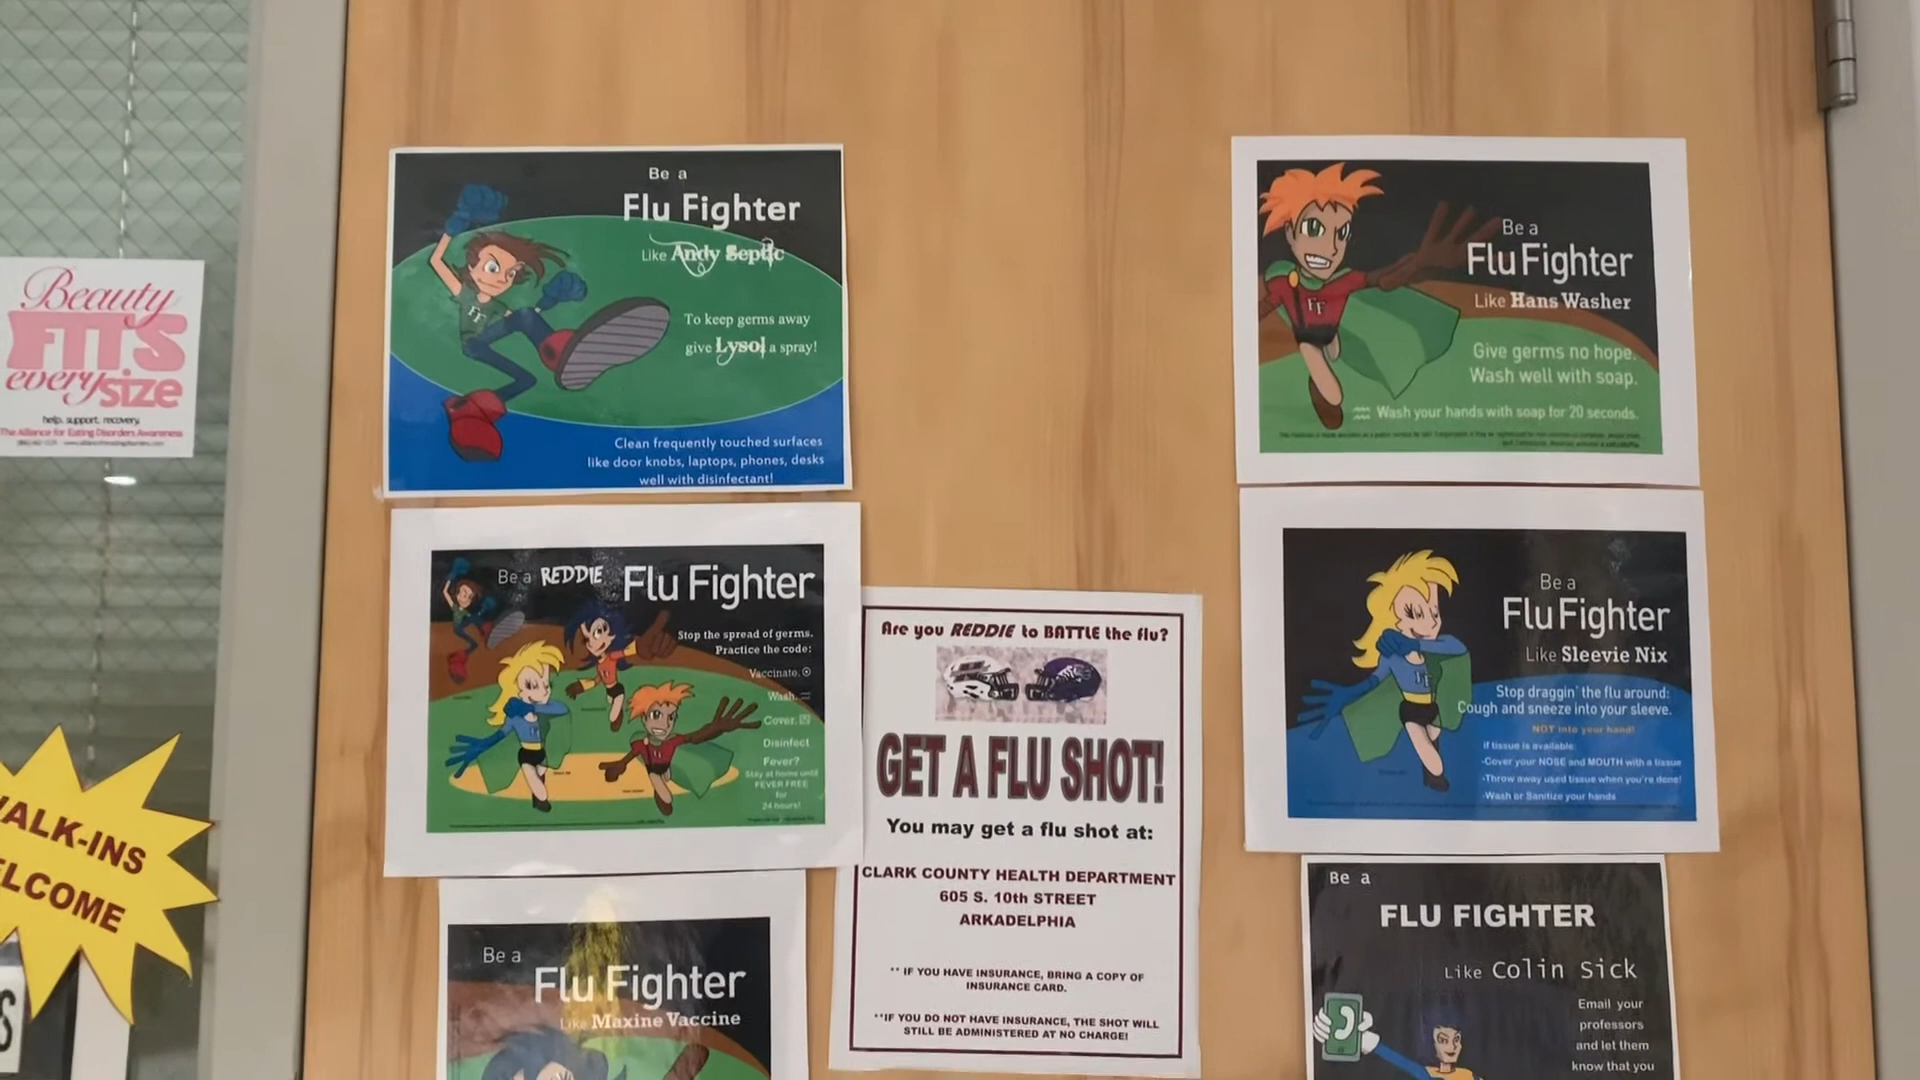 Beauty
FITS
every size
help. support. recovery.
The Alliance for Eating Disorders Awareness
WALK-INS
WELCOME
Be a
Flu Fighter
Like Andy Septic
To keep germs away
give Lysol a spray!
Clean frequently touched surfaces
like door knobs, laptops, phones, desks
well with disinfectant!
FF
Be a REDDIE Flu Fighter
Stop the spread of germs.
Practice the code:
Vaccinate.
Wash.
Cover.
Disinfect
Fever?
Stay at home until
FEVER FREE
for
24 hours!
Be a
Flu Fighter
Like Maxine Vaccine
Are you REDDIE to BATTLE the flu?
GET A FLU SHOT!
You may get a flu shot at:
CLARK COUNTY HEALTH DEPARTMENT
605 S. 10th STREET
ARKADELPHIA
** IF YOU HAVE INSURANCE, BRING A COPY OF
INSURANCE CARD.
**IF YOU DO NOT HAVE INSURANCE, THE SHOT WILL
STILL BE ADMINISTERED AT NO CHARGE!
Be a
Flu Fighter
Like Hans Washer
FF
Give germs no hope.
Wash well with soap.
Wash your hands with soap for 20 seconds.
Be a
Flu Fighter
Like Sleevie Nix
FF
Stop draggin' the flu around:
Cough and sneeze into your sleeve.
NOT into your hand!
if tissue is available:
-Cover your NOSE and MOUTH with a tissue
-Throw away used tissue when you're done!
-Wash or Sanitize your hands
Be a
FLU FIGHTER
Like Colin Sick
Email your
professors
and let them
know that you